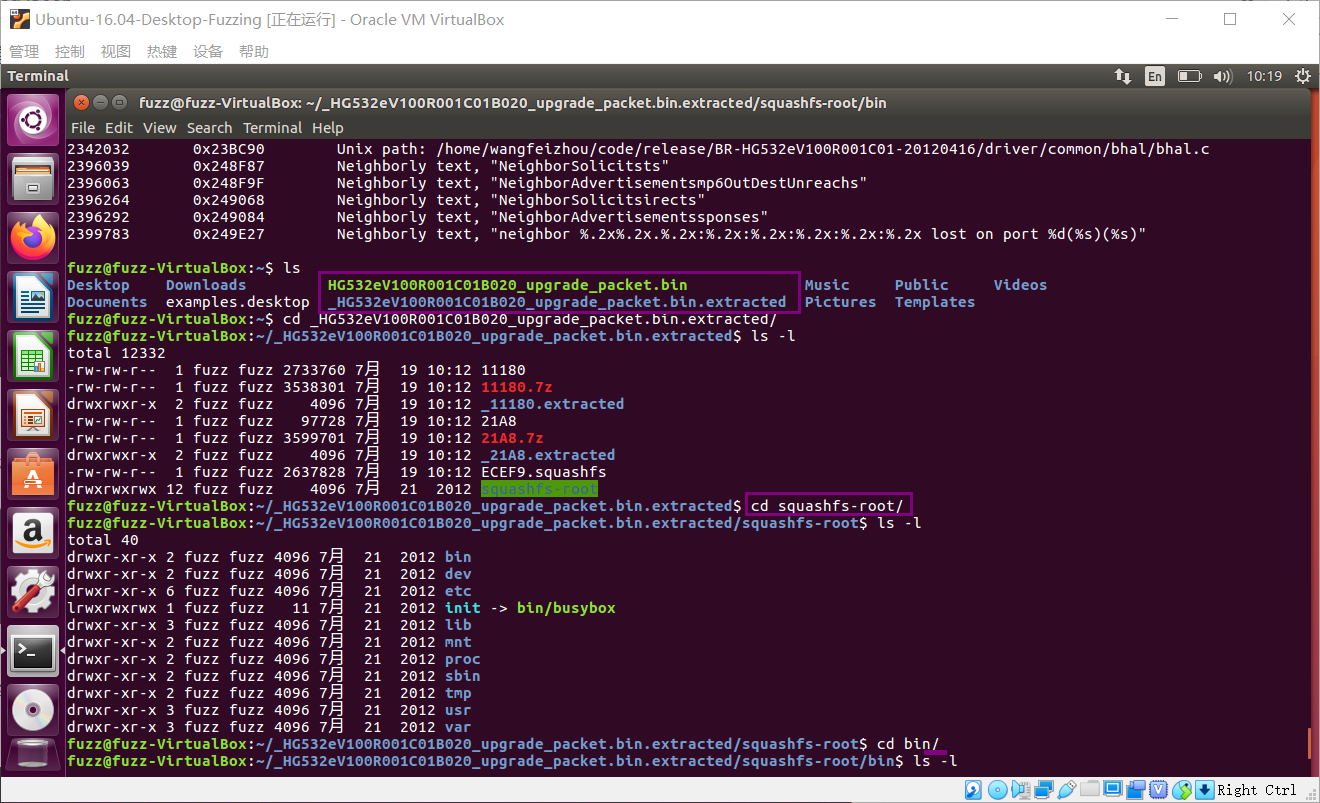 Ubuntu-16.04-Desktop-Fuzzing [正在运行] - Oracle VM VirtualBox
管理 控制 视图 热键 设备 帮助
Terminal En 10:19
fuzz@fuzz-VirtualBox: ~/_HG532eV100R001C01B020_upgrade_packet.bin.extracted/squashfs-root/bin
File Edit View Search Terminal Help
2342032 0x23BC90 Unix path: /home/wangfeizhou/code/release/BR-HG532eV100R001C01-20120416/driver/common/bhal/bhal.c
2396039 0x248F87 Neighborly text, "NeighborSolicitsts"
2396063 0x248F9F Neighborly text, "NeighborAdvertisementsmp6OutDestUnreachs"
2396264 0x249068 Neighborly text, "NeighborSolicitsirects"
2396292 0x249084 Neighborly text, "NeighborAdvertisementssponses"
2399783 0x249E27 Neighborly text, "neighbor %.2x%.2x.%.2x:%.2x:%.2x:%.2x:%.2x:%.2x lost on port %d(%s)(%s)"
fuzz@fuzz-VirtualBox:~$ ls
Desktop Downloads HG532eV100R001C01B020_upgrade_packet.bin Music Public Videos
Documents examples.desktop _HG532eV100R001C01B020_upgrade_packet.bin.extracted Pictures Templates
fuzz@fuzz-VirtualBox:~$ cd _HG532eV100R001C01B020_upgrade_packet.bin.extracted/
fuzz@fuzz-VirtualBox:~/_HG532eV100R001C01B020_upgrade_packet.bin.extracted$ ls -l
total 12332
-rw-rw-r-- 1 fuzz fuzz 2733760 7月 19 10:12 11180
-rw-rw-r-- 1 fuzz fuzz 3538301 7月 19 10:12 11180.7z
drwxrwxr-x 2 fuzz fuzz 4096 7月 19 10:12 _11180.extracted
-rw-rw-r-- 1 fuzz fuzz 97728 7月 19 10:12 21A8
-rw-rw-r-- 1 fuzz fuzz 3599701 7月 19 10:12 21A8.7z
drwxrwxr-x 2 fuzz fuzz 4096 7月 19 10:12 _21A8.extracted
-rw-rw-r-- 1 fuzz fuzz 2637828 7月 19 10:12 ECEF9.squashfs
drwxrwxrwx 12 fuzz fuzz 4096 7月 21 2012 squashfs-root
fuzz@fuzz-VirtualBox:~/_HG532eV100R001C01B020_upgrade_packet.bin.extracted$ cd squashfs-root/
fuzz@fuzz-VirtualBox:~/_HG532eV100R001C01B020_upgrade_packet.bin.extracted/squashfs-root$ ls -l
total 40
drwxr-xr-x 2 fuzz fuzz 4096 7月 21 2012 bin
drwxr-xr-x 2 fuzz fuzz 4096 7月 21 2012 dev
drwxr-xr-x 6 fuzz fuzz 4096 7月 21 2012 etc
lrwxrwxrwx 1 fuzz fuzz 11 7月 21 2012 init -> bin/busybox
drwxr-xr-x 3 fuzz fuzz 4096 7月 21 2012 lib
drwxr-xr-x 2 fuzz fuzz 4096 7月 21 2012 mnt
drwxr-xr-x 2 fuzz fuzz 4096 7月 21 2012 proc
drwxr-xr-x 2 fuzz fuzz 4096 7月 21 2012 sbin
drwxr-xr-x 2 fuzz fuzz 4096 7月 21 2012 tmp
drwxr-xr-x 3 fuzz fuzz 4096 7月 21 2012 usr
drwxr-xr-x 3 fuzz fuzz 4096 7月 21 2012 var
fuzz@fuzz-VirtualBox:~/_HG532eV100R001C01B020_upgrade_packet.bin.extracted/squashfs-root$ cd bin/
fuzz@fuzz-VirtualBox:~/_HG532eV100R001C01B020_upgrade_packet.bin.extracted/squashfs-root/bin$ ls -l
Right Ctrl